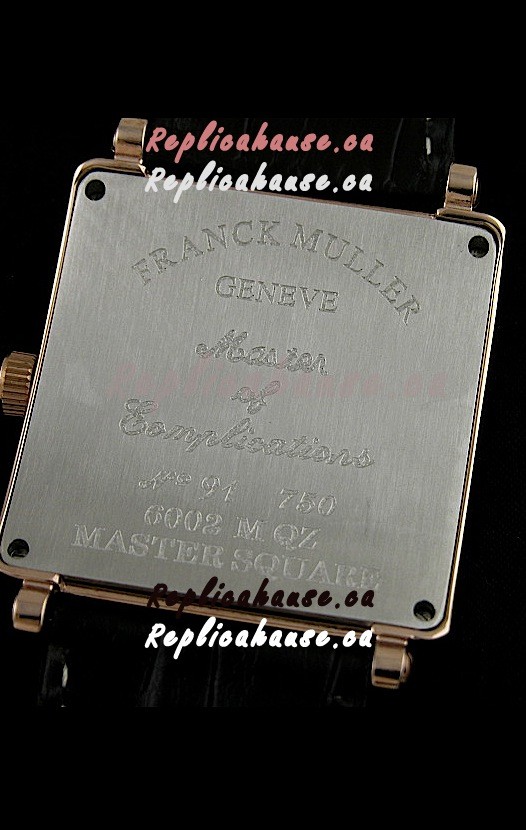 Replicahause.ca
Replicahause.ca
FRANCK MULLER
GENEVE
Master
of
Complications
Nº 91 750
6002 M QZ
MASTER SQUARE
Replicahause.ca
Replicahause.ca